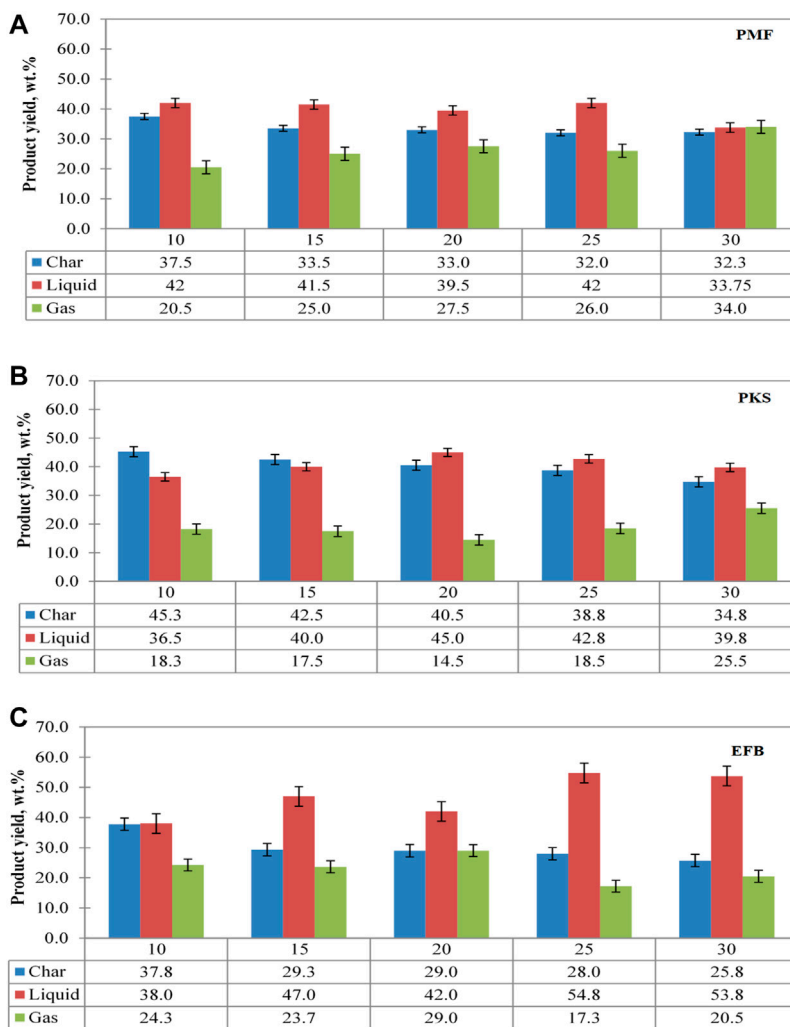 A
PMF
Product yield, wt.%
70.0
60.0
50.0
40.0
30.0
20.0
10.0
0.0
10 15 20 25 30
Char 37.5 33.5 33.0 32.0 32.3
Liquid 42 41.5 39.5 42 33.75
Gas 20.5 25.0 27.5 26.0 34.0
B
PKS
Product yield, wt.%
70.0
60.0
50.0
40.0
30.0
20.0
10.0
0.0
10 15 20 25 30
Char 45.3 42.5 40.5 38.8 34.8
Liquid 36.5 40.0 45.0 42.8 39.8
Gas 18.3 17.5 14.5 18.5 25.5
C
EFB
Product yield, wt.%
70.0
60.0
50.0
40.0
30.0
20.0
10.0
0.0
10 15 20 25 30
Char 37.8 29.3 29.0 28.0 25.8
Liquid 38.0 47.0 42.0 54.8 53.8
Gas 24.3 23.7 29.0 17.3 20.5